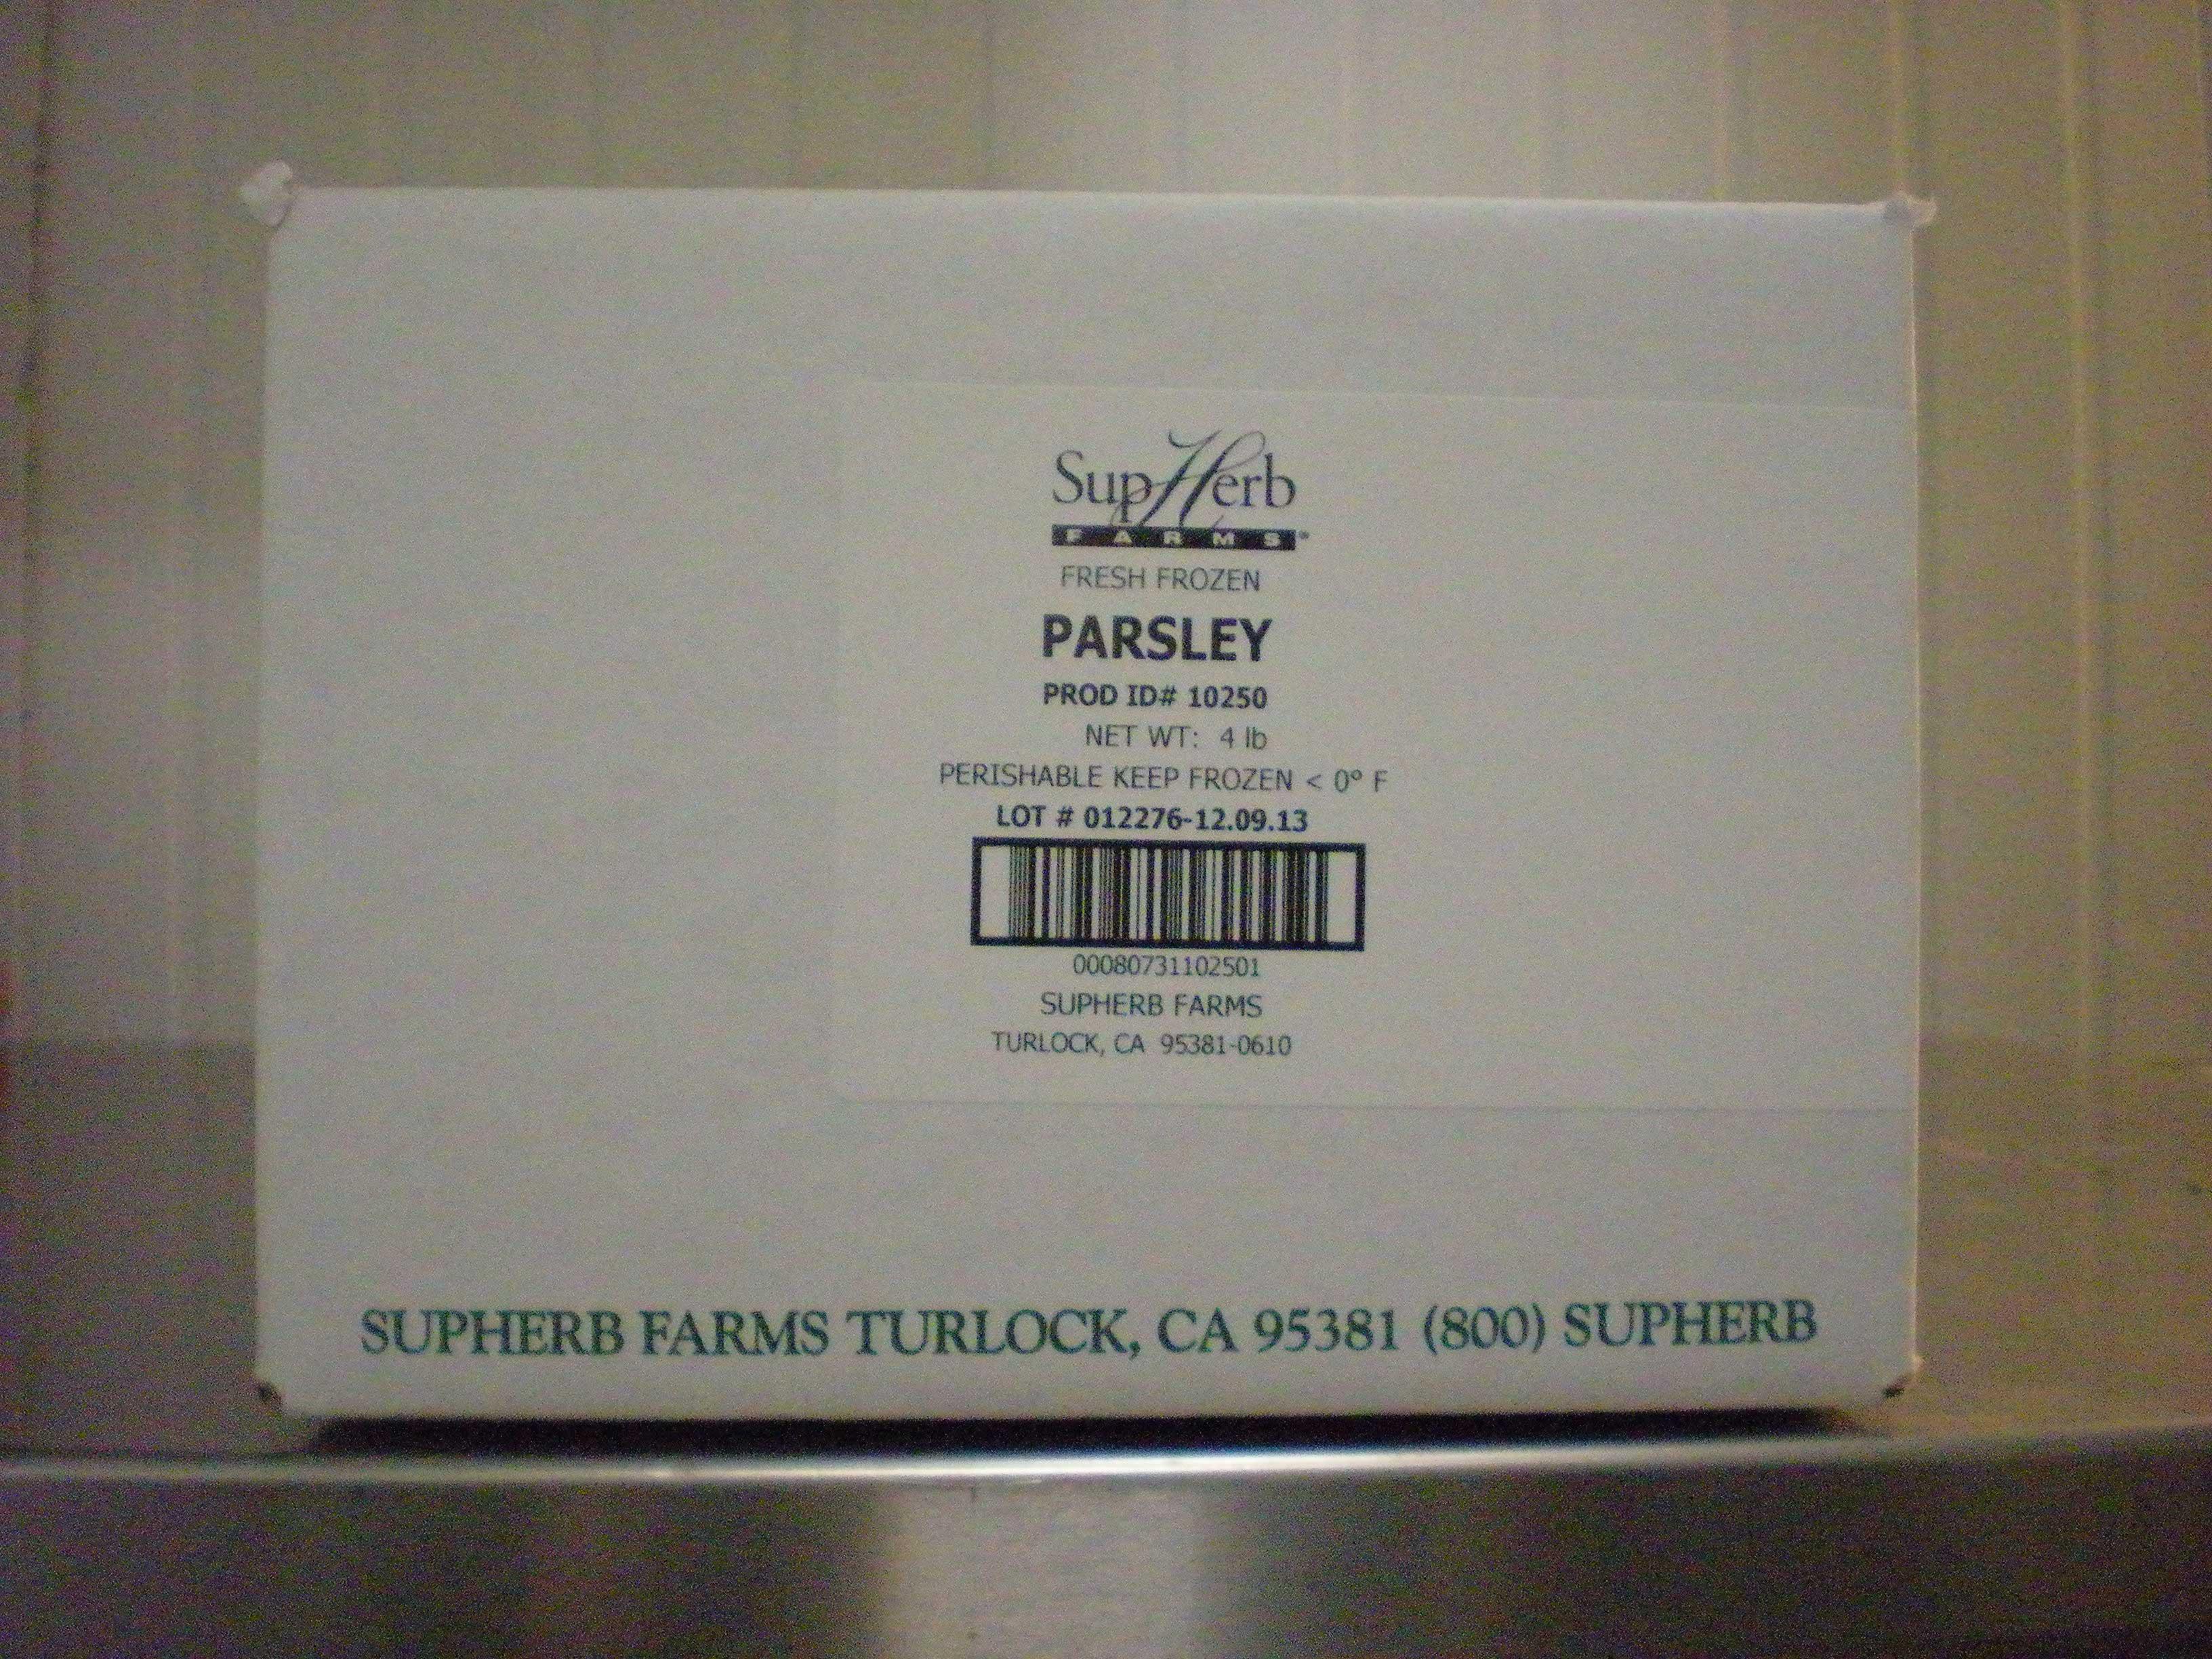 SupHerb
FARMS®
FRESH FROZEN
PARSLEY
PROD ID# 10250
NET WT: 4 lb
PERISHABLE KEEP FROZEN < 0° F
LOT # 012276-12.09.13
00080731102501
SUPHERB FARMS
TURLOCK, CA 95381-0610
SUPHERB FARMS TURLOCK, CA 95381 (800) SUPHERB